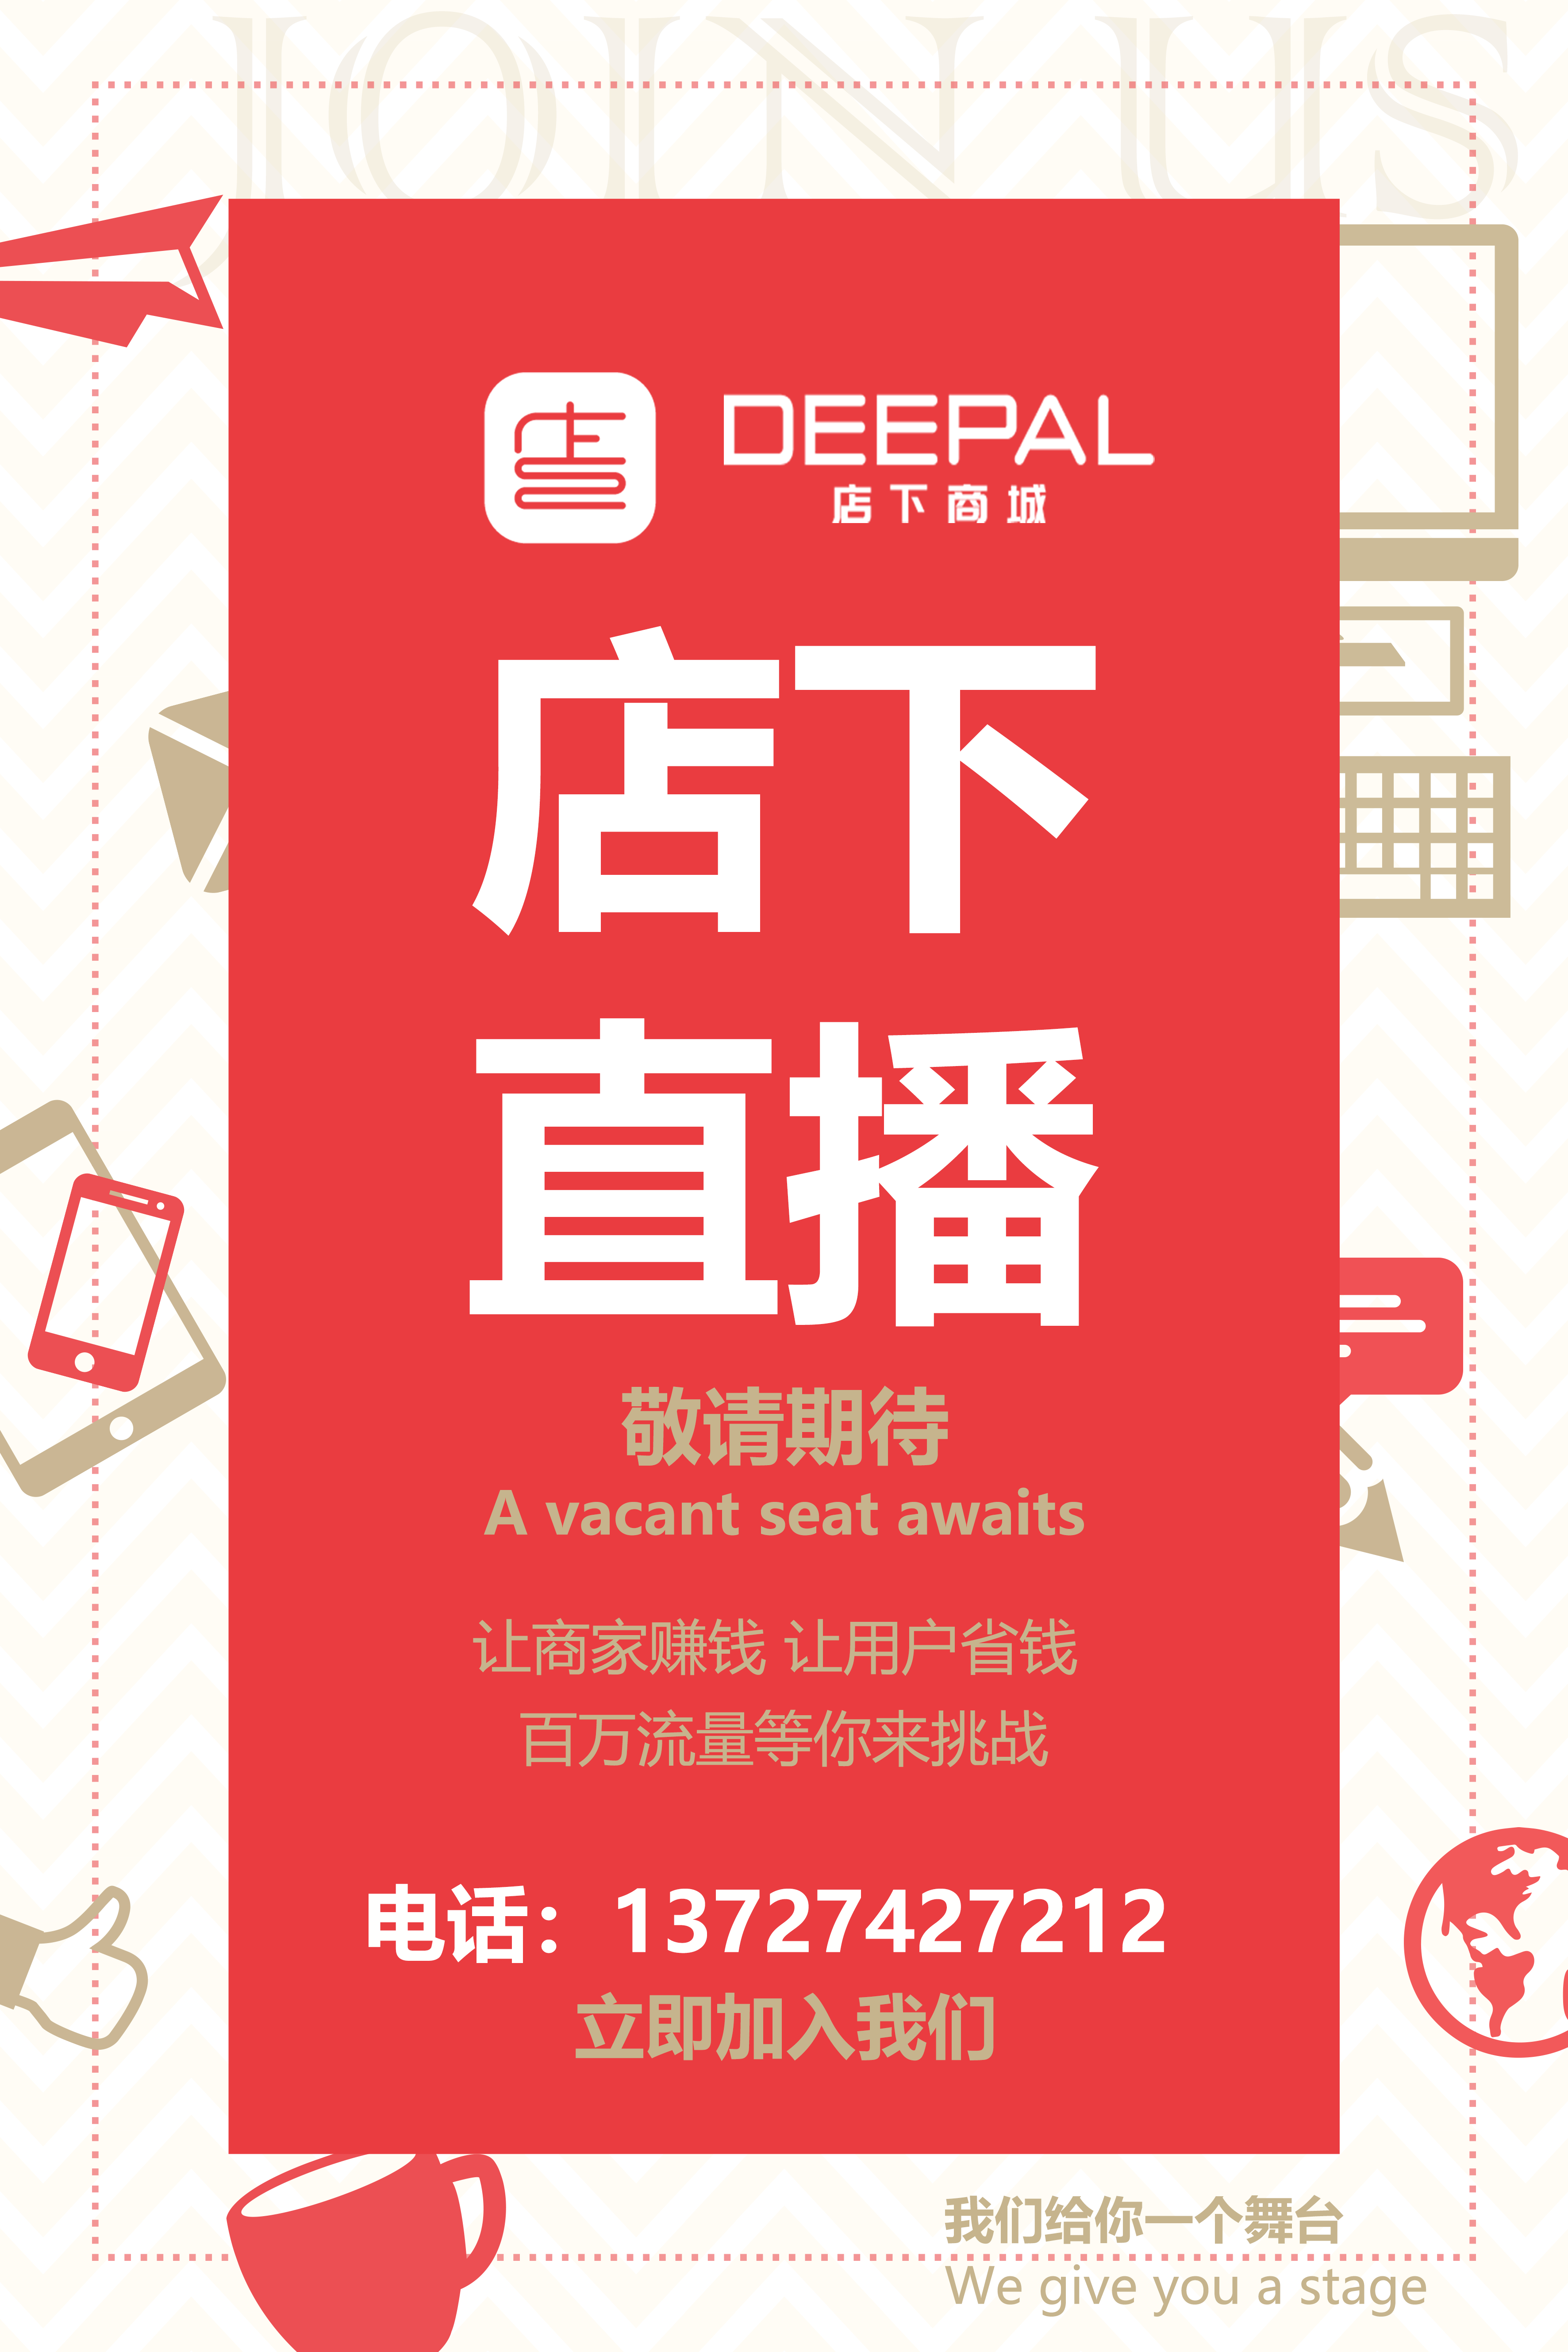 JOIN US
DEEPAL
店下商城
店下
直播
敬请期待
A vacant seat awaits
让商家赚钱 让用户省钱
百万流量等你来挑战
电话：13727427212
立即加入我们
我们给你一个舞台
We give you a stage